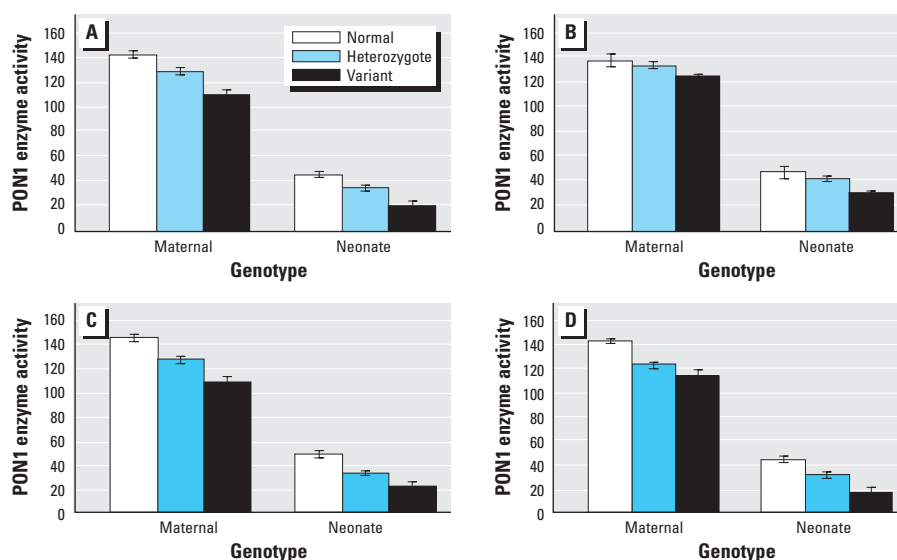 A
PON1 enzyme activity
160
140
120
100
80
60
40
20
0
Normal
Heterozygote
Variant
Maternal
Neonate
Genotype
B
PON1 enzyme activity
160
140
120
100
80
60
40
20
0
Maternal
Neonate
Genotype
C
PON1 enzyme activity
160
140
120
100
80
60
40
20
0
Maternal
Neonate
Genotype
D
PON1 enzyme activity
160
140
120
100
80
60
40
20
0
Maternal
Neonate
Genotype